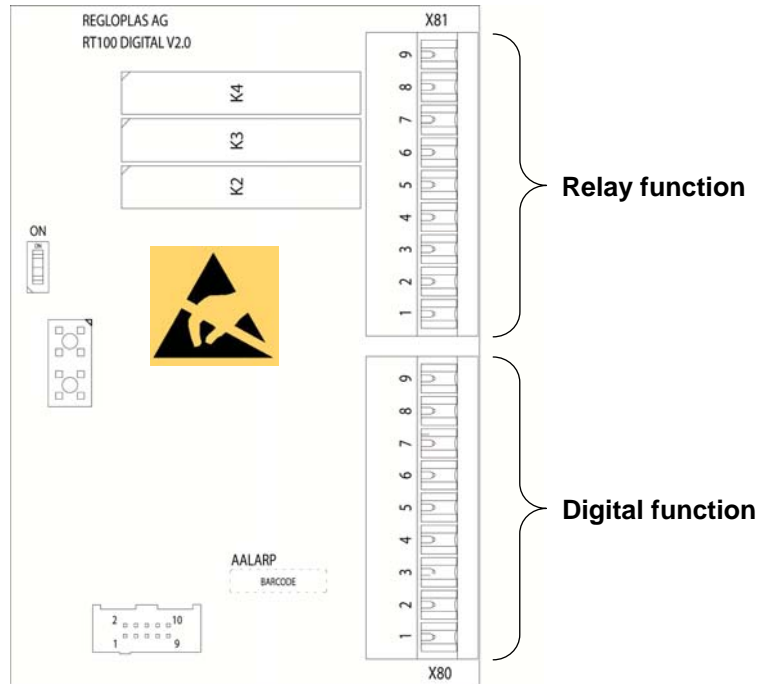 REGLOPLAS AG
RT100 DIGITAL V2.0
X81
9
8
7
6
5
4
3
2
1
K4
K3
K2
Relay function
ON
ON
9
8
7
6
5
4
3
2
1
Digital function
AALARP
BARCODE
2 10
1 9
X80